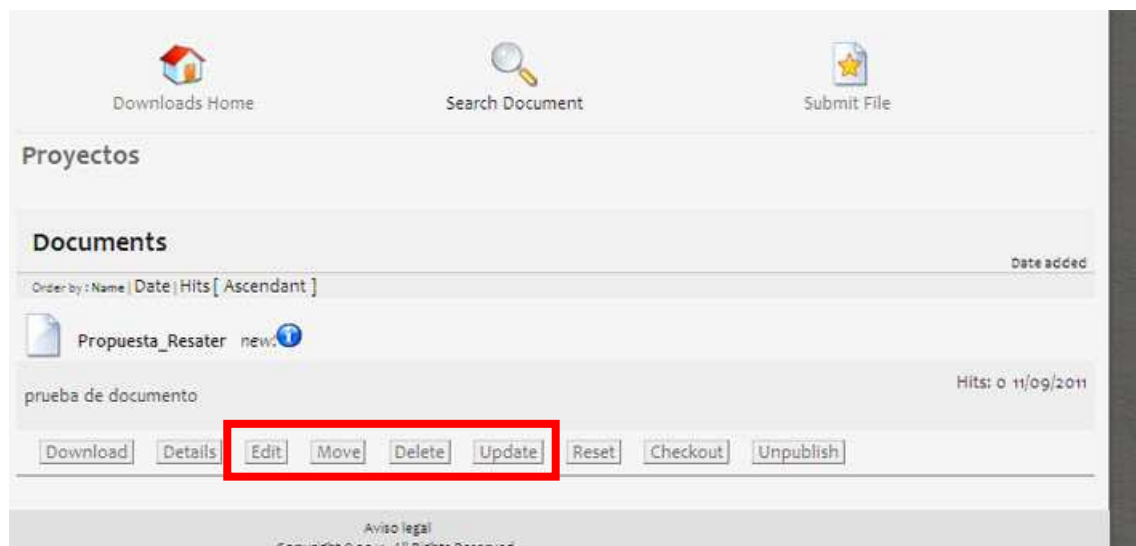 Downloads Home Search Document Submit File
Proyectos
Documents
Date added
Order by : Name | Date | Hits [ Ascendant ]
Propuesta_Resater new!
prueba de documento
Hits: 0 11/09/2011
Download Details Edit Move Delete Update Reset Checkout Unpublish
Aviso legal